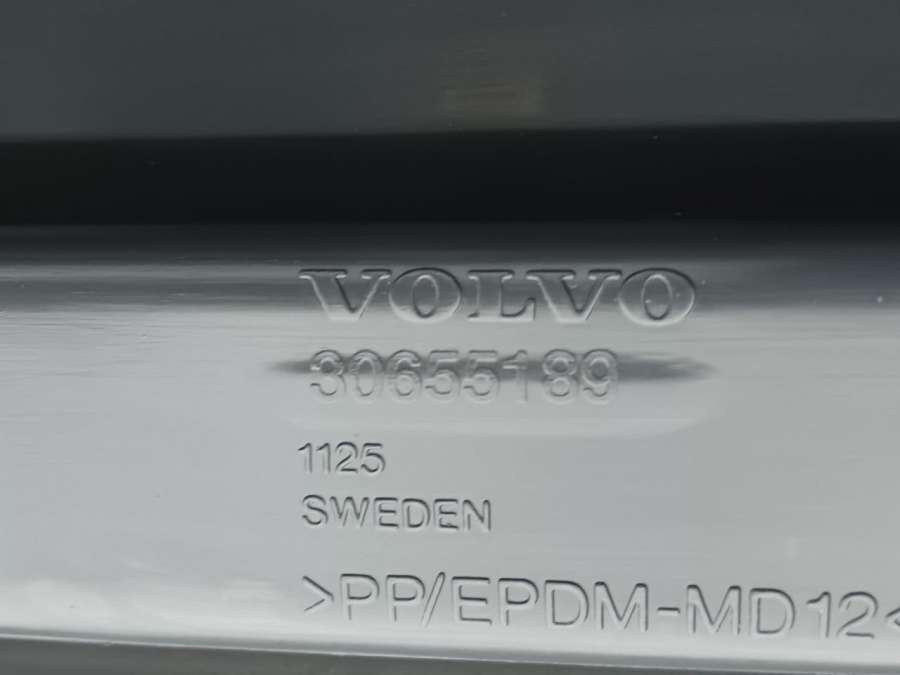 VOLVO
30655189
1125
SWEDEN
>PP/EPDM-MD12<